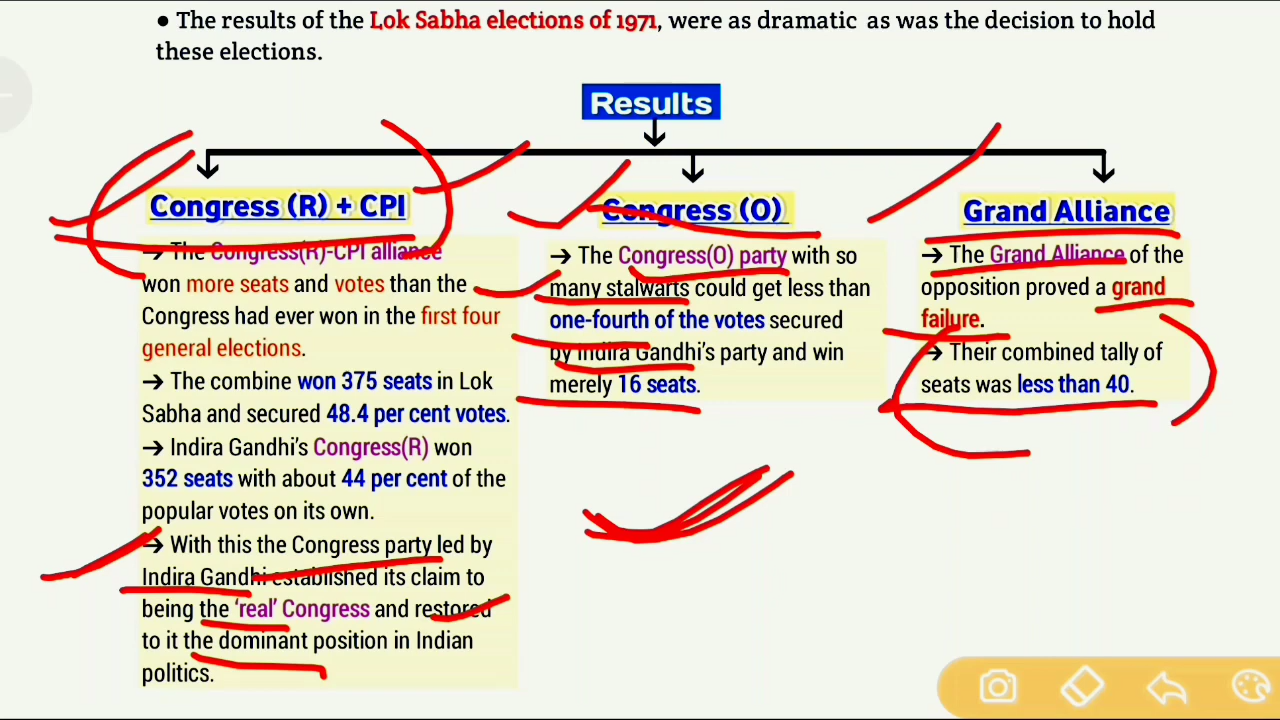 ● The results of the Lok Sabha elections of 1971, were as dramatic as was the decision to hold
these elections.
Results
Congress (R) + CPI
→ The Congress(R)-CPI alliance
won more seats and votes than the
Congress had ever won in the first four
general elections.
→ The combine won 375 seats in Lok
Sabha and secured 48.4 per cent votes.
→ Indira Gandhi's Congress(R) won
352 seats with about 44 per cent of the
popular votes on its own.
→ With this the Congress party led by
Indira Gandhi established its claim to
being the 'real' Congress and restored
to it the dominant position in Indian
politics.
Congress (O)
→ The Congress(O) party with so
many stalwarts could get less than
one-fourth of the votes secured
by Indira Gandhi's party and win
merely 16 seats.
Grand Alliance
→ The Grand Alliance of the
opposition proved a grand
failure.
→ Their combined tally of
seats was less than 40.